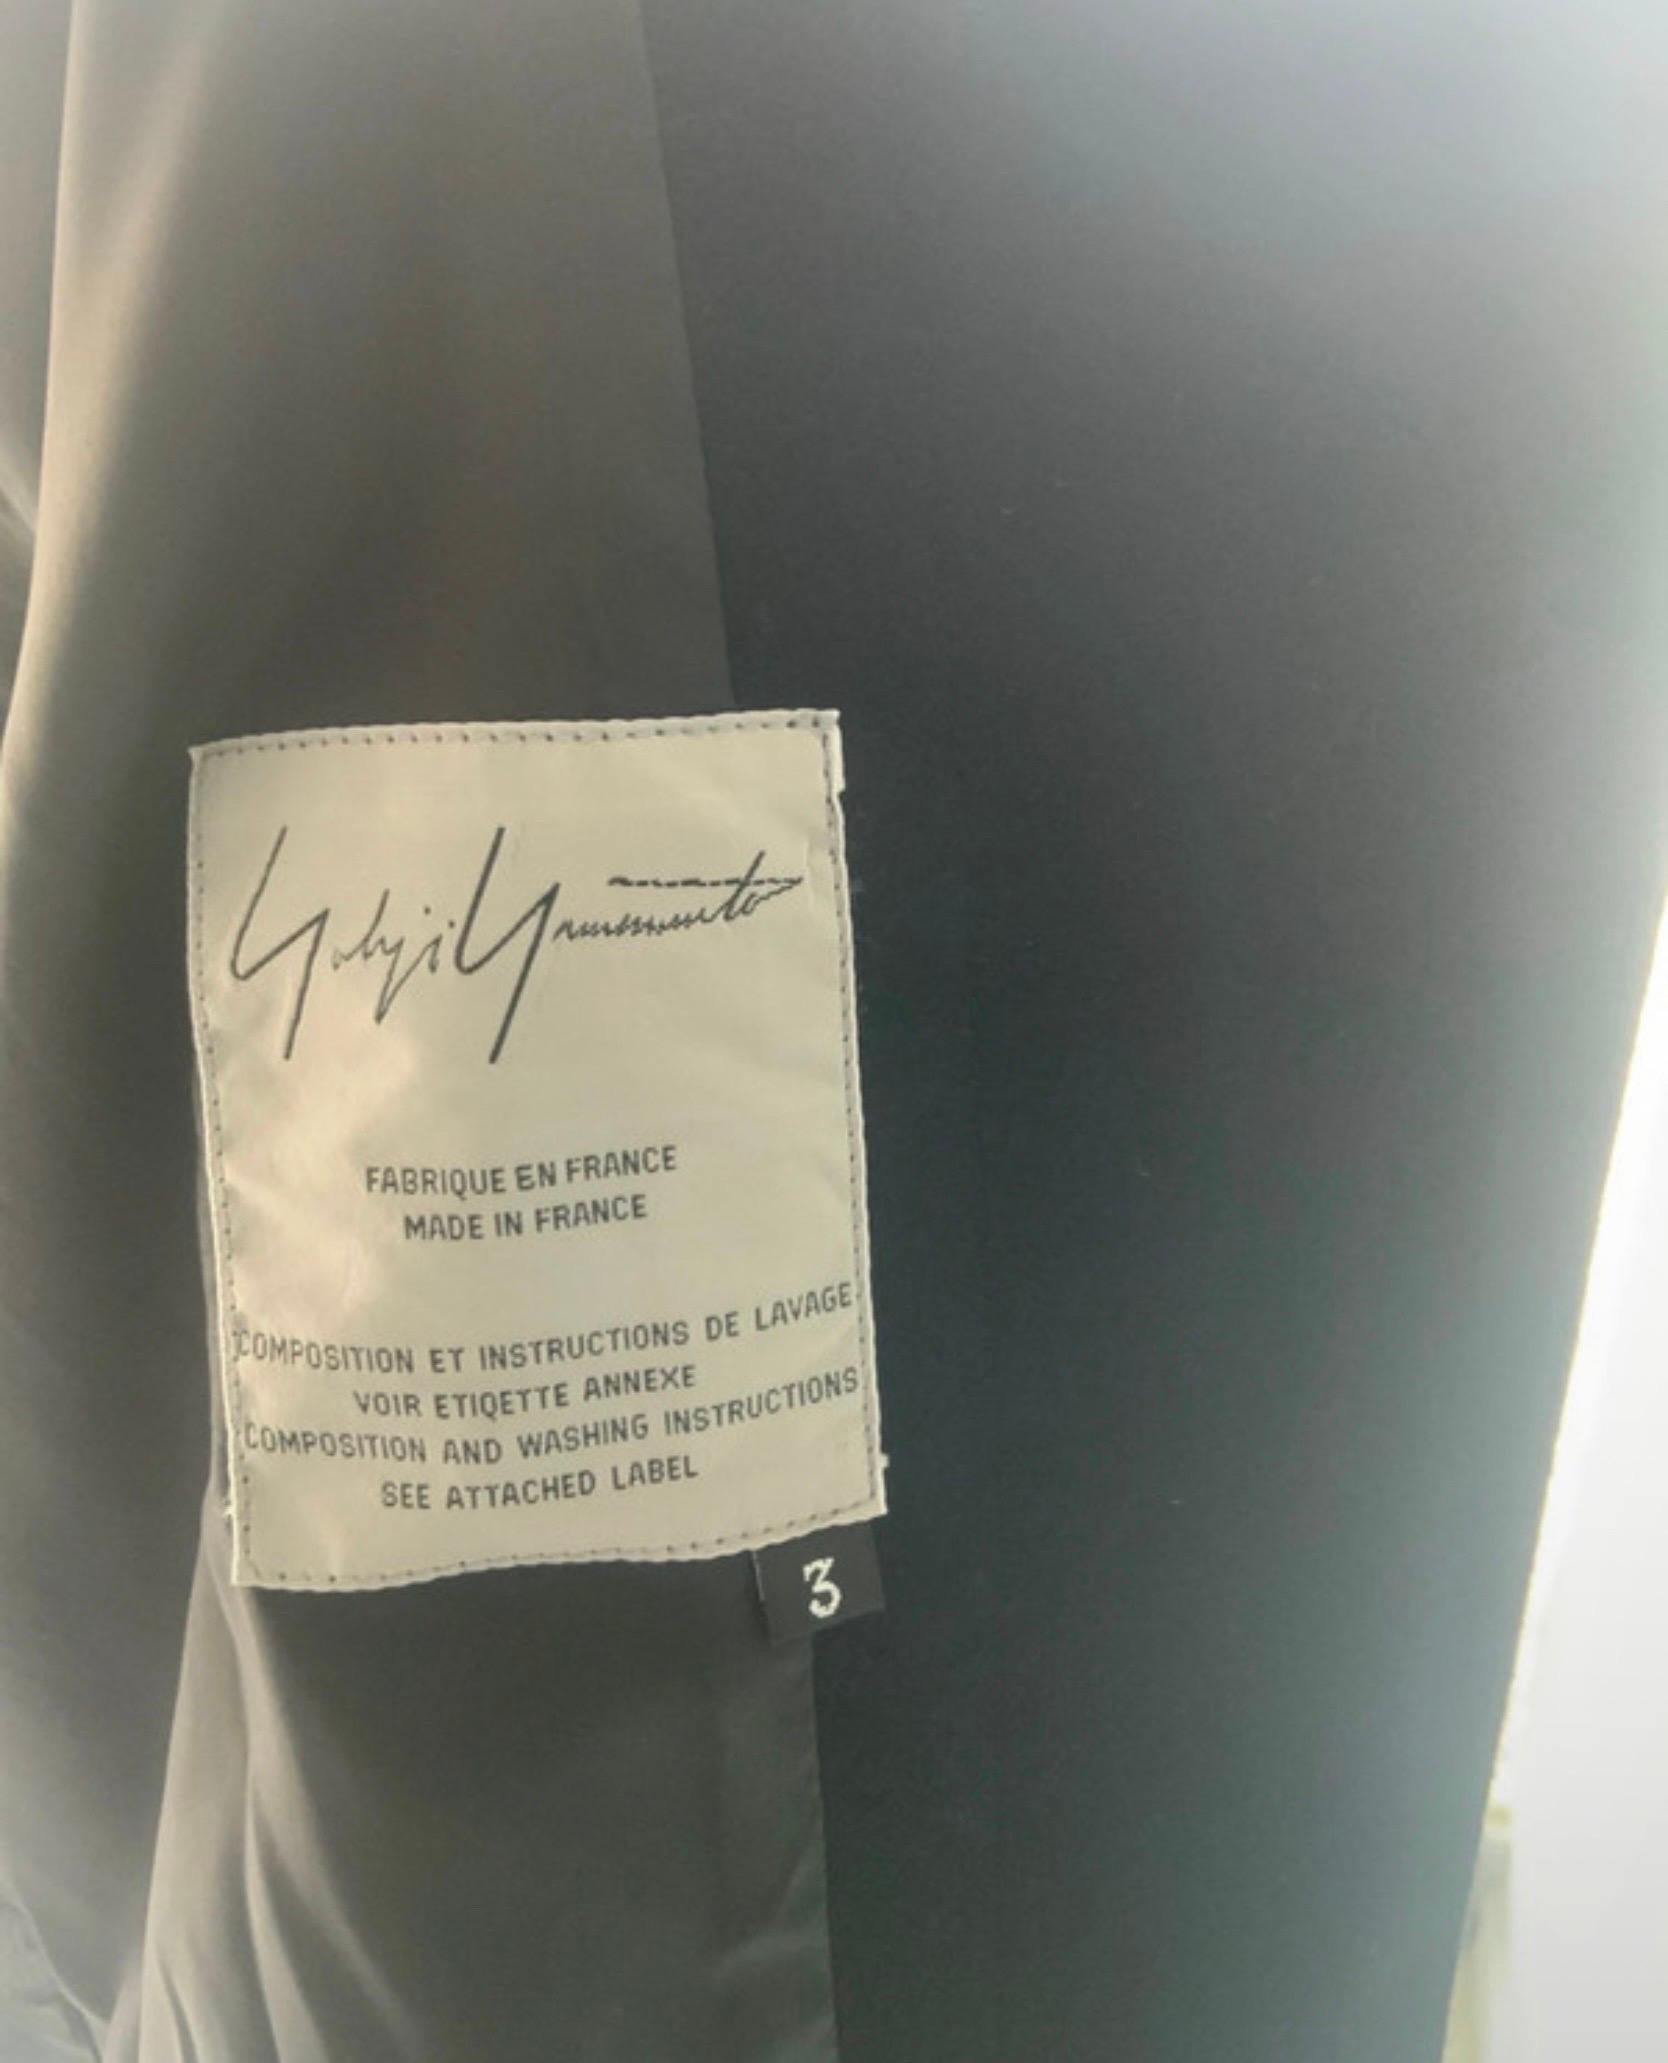 Yohji Yamamoto
FABRIQUE EN FRANCE
MADE IN FRANCE
COMPOSITION ET INSTRUCTIONS DE LAVAGE
VOIR ETIQETTE ANNEXE
COMPOSITION AND WASHING INSTRUCTIONS
SEE ATTACHED LABEL
3